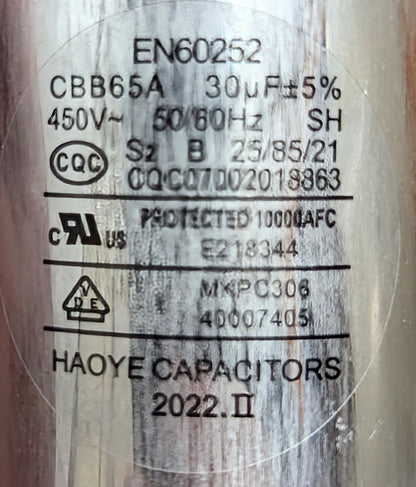 EN60252
CBB65A 30µF±5%
450V~ 50/60Hz SH
CQC S2 B 25/85/21
CQC07002018863
PROTECTED 10000AFC
c RU US E218344
VDE MKPC306
40007405
HAOYE CAPACITORS
2022.II